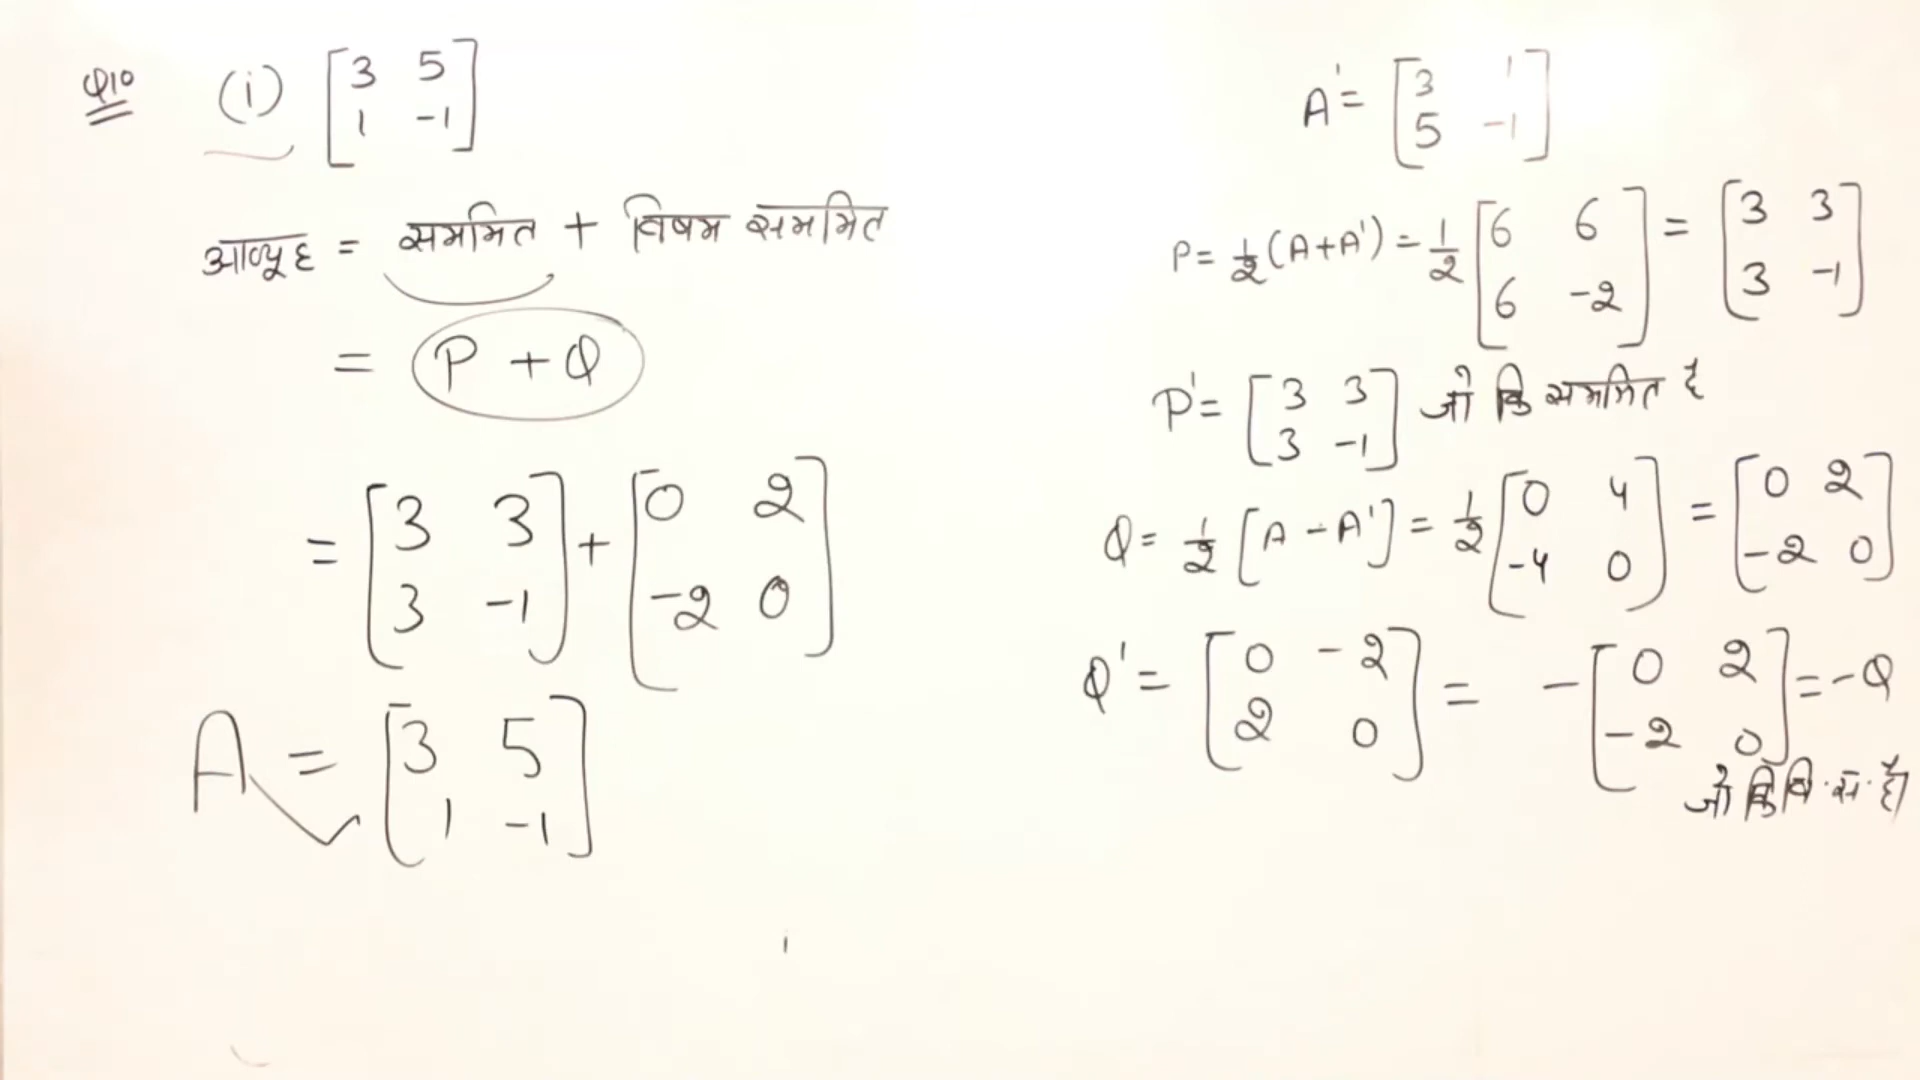 Q10 (i) [3 5
1 -1]
आव्यूह = सममित + विषम सममित
= P + Q
= [3 3
3 -1] + [0 2
-2 0]
A = [3 5
1 -1]
A' = [3 1
5 -1]
P = 1/2 (A+A') = 1/2 [6 6
6 -2] = [3 3
3 -1]
P' = [3 3
3 -1] जो कि सममित है
Q = 1/2 [A - A'] = 1/2 [0 4
-4 0] = [0 2
-2 0]
Q' = [0 -2
2 0] = -[0 2
-2 0] = -Q
जो कि वि.स. है